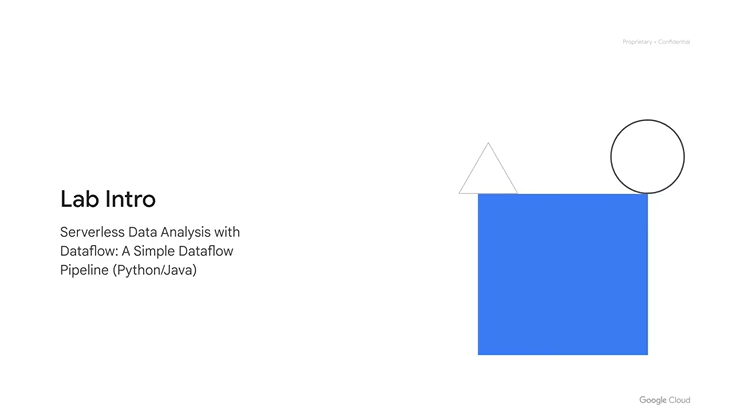 Proprietary + Confidential
Lab Intro
Serverless Data Analysis with
Dataflow: A Simple Dataflow
Pipeline (Python/Java)
Google Cloud